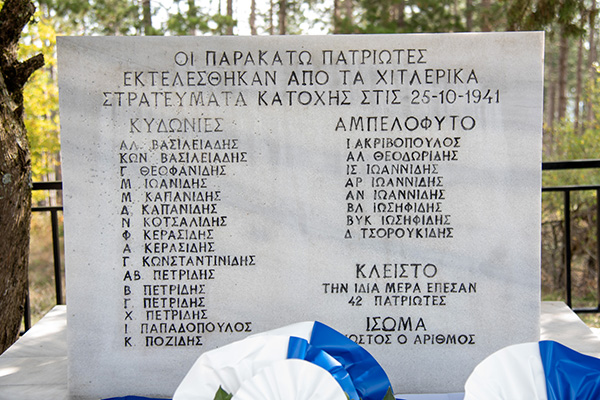 ΟΙ ΠΑΡΑΚΑΤΩ ΠΑΤΡΙΩΤΕΣ
ΕΚΤΕΛΕΣΘΗΚΑΝ ΑΠΟ ΤΑ ΧΙΤΛΕΡΙΚΑ
ΣΤΡΑΤΕΥΜΑΤΑ ΚΑΤΟΧΗΣ ΣΤΙΣ 25-10-1941
ΚΥΔΩΝΙΕΣ
ΑΛ. ΒΑΣΙΛΕΙΑΔΗΣ
ΚΩΝ ΒΑΣΙΛΕΙΑΔΗΣ
Γ ΘΕΟΦΑΝΙΔΗΣ
Μ ΙΩΑΝΙΔΗΣ
Μ ΚΑΠΑΝΙΔΗΣ
Δ ΚΑΠΑΝΙΔΗΣ
Ν ΚΟΤΣΑΛΙΔΗΣ
Φ ΚΕΡΑΣΙΔΗΣ
Α ΚΕΡΑΣΙΔΗΣ
Γ ΚΩΝΣΤΑΝΤΙΝΙΔΗΣ
ΑΒ ΠΕΤΡΙΔΗΣ
Β ΠΕΤΡΙΔΗΣ
Γ ΠΕΤΡΙΔΗΣ
Χ ΠΕΤΡΙΔΗΣ
Ι ΠΑΠΑΔΟΠΟΥΛΟΣ
Κ ΠΟΖΙΔΗΣ
ΑΜΠΕΛΟΦΥΤΟ
Ι ΑΚΡΙΒΟΠΟΥΛΟΣ
ΑΛ ΘΕΟΔΩΡΙΔΗΣ
ΙΣ ΙΩΑΝΝΙΔΗΣ
ΑΡ ΙΩΑΝΝΙΔΗΣ
ΑΝ ΙΩΑΝΝΙΔΗΣ
ΒΛ ΙΩΣΗΦΙΔΗΣ
ΒΥΚ ΙΩΣΗΦΙΔΗΣ
Δ ΤΣΟΡΟΥΚΙΔΗΣ
ΚΛΕΙΣΤΟ
ΤΗΝ ΙΔΙΑ ΜΕΡΑ ΕΠΕΣΑΝ
42 ΠΑΤΡΙΩΤΕΣ
ΙΣΩΜΑ
Ο ΑΡΙΘΜΟΣ